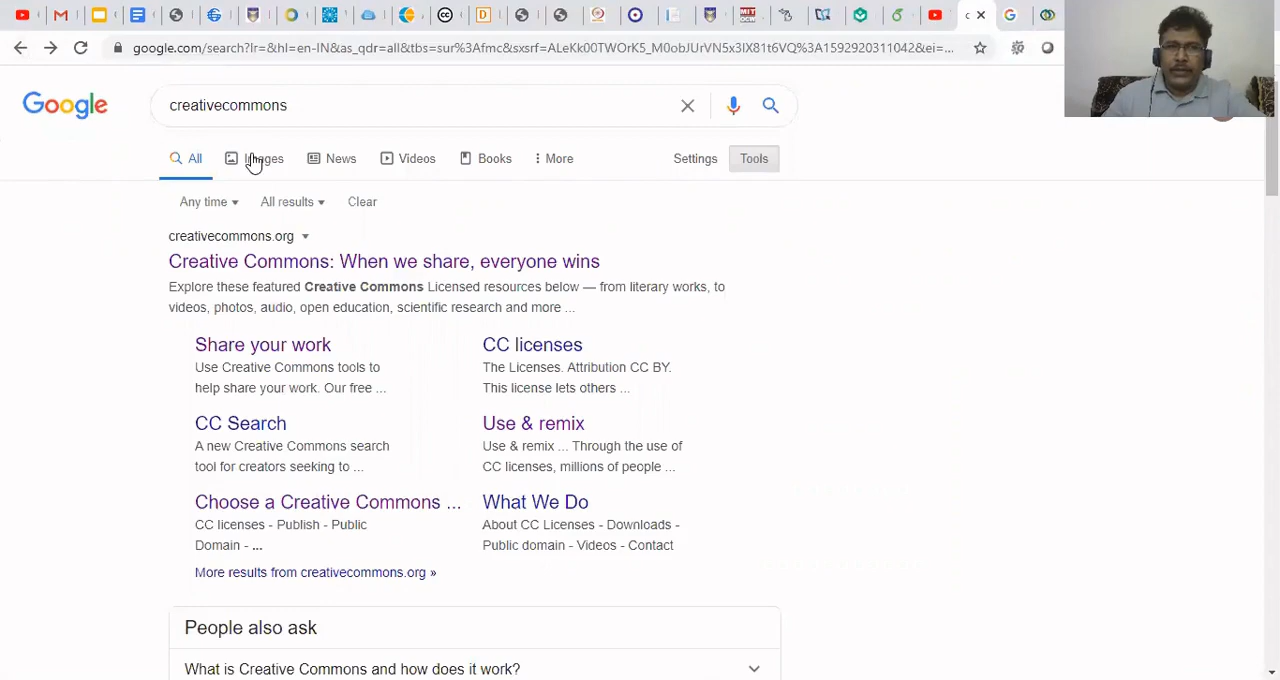 google.com/search?lr=&hl=en-IN&as_qdr=all&tbs=sur%3Afmc&sxsrf=ALeKk00TWOrK5_M0objUrVN5x3lX81t6VQ%3A1592920311042&ei=...
Google
creativecommons
All Images News Videos Books More Settings Tools
Any time All results Clear
creativecommons.org
Creative Commons: When we share, everyone wins
Explore these featured Creative Commons Licensed resources below — from literary works, to
videos, photos, audio, open education, scientific research and more ...
Share your work
Use Creative Commons tools to
help share your work. Our free ...
CC licenses
The Licenses. Attribution CC BY.
This license lets others ...
CC Search
A new Creative Commons search
tool for creators seeking to ...
Use & remix
Use & remix ... Through the use of
CC licenses, millions of people ...
Choose a Creative Commons ...
CC licenses - Publish - Public
Domain - ...
What We Do
About CC Licenses - Downloads -
Public domain - Videos - Contact
More results from creativecommons.org »
People also ask
What is Creative Commons and how does it work?